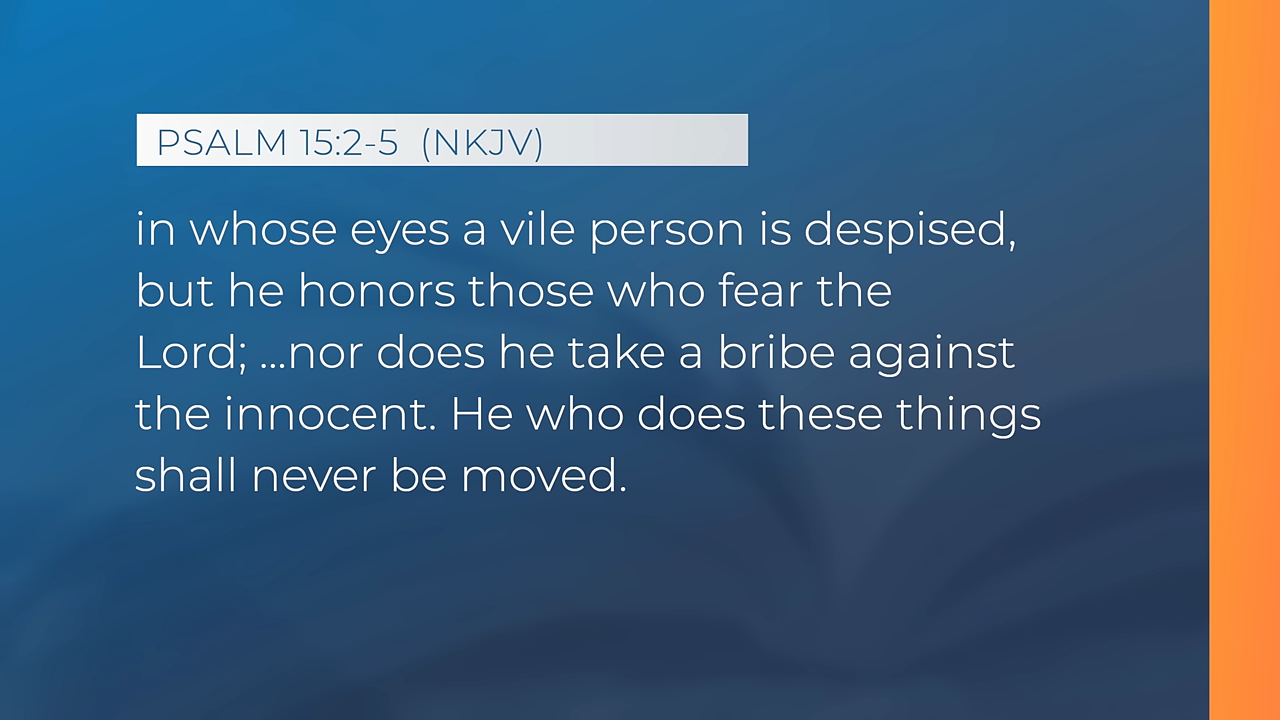 PSALM 15:2-5 (NKJV)
in whose eyes a vile person is despised,
but he honors those who fear the
Lord; ...nor does he take a bribe against
the innocent. He who does these things
shall never be moved.